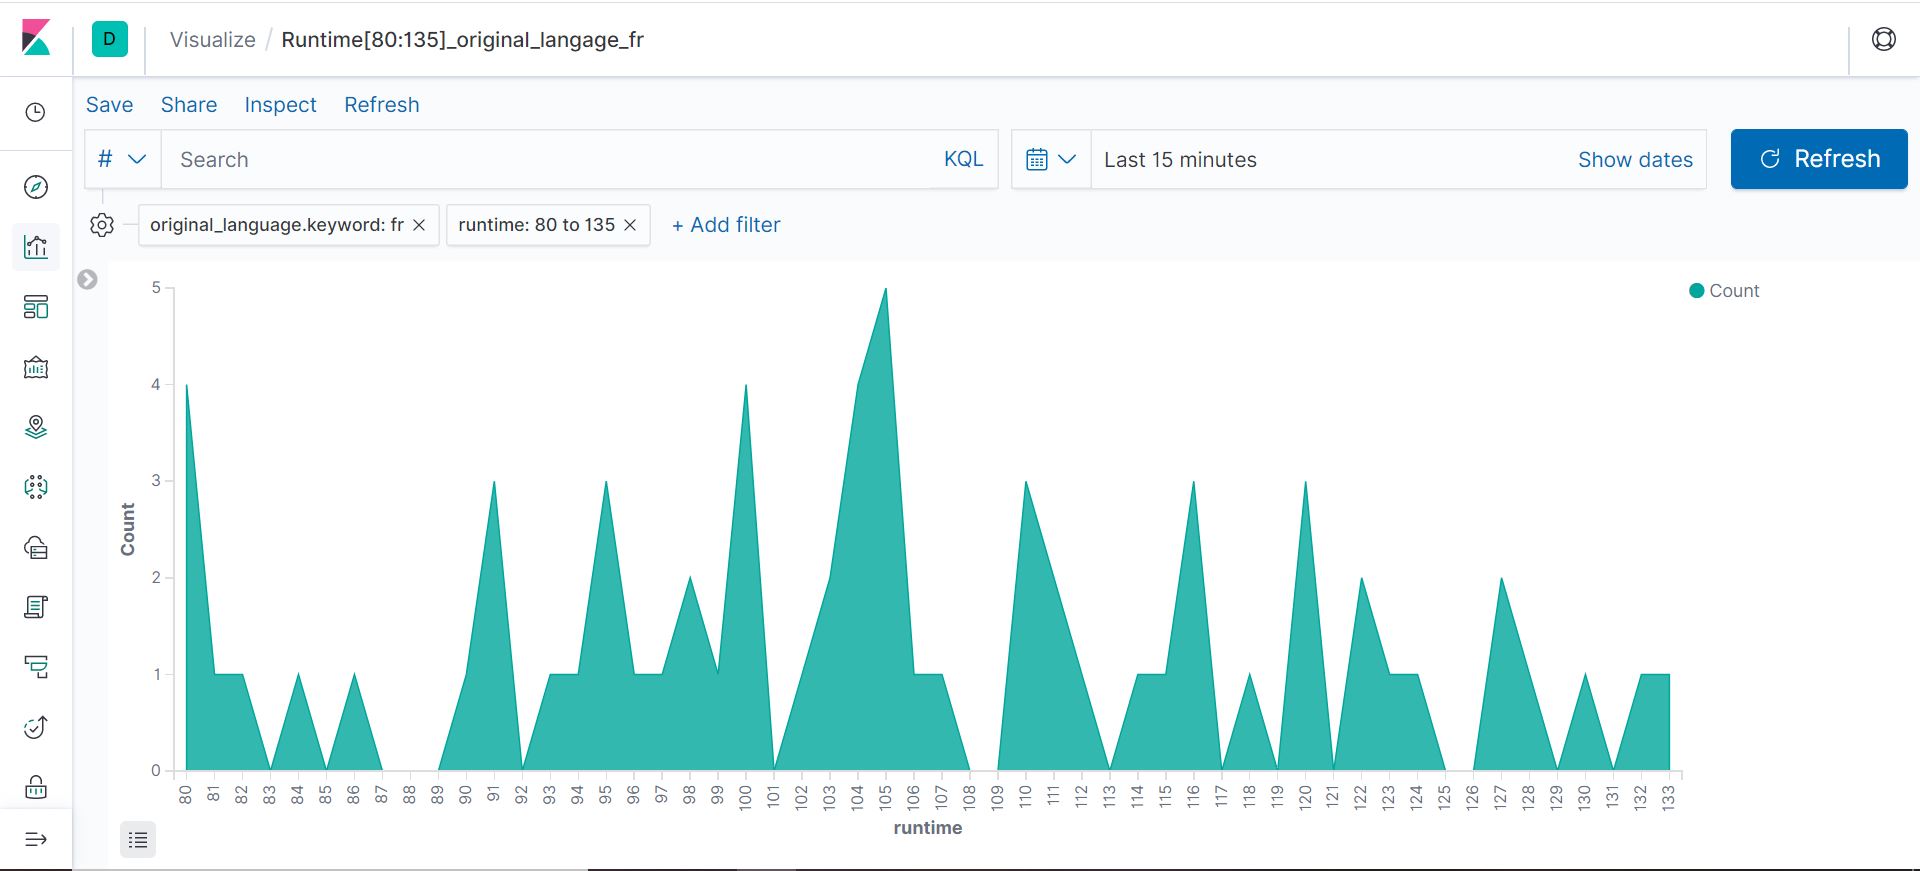 D Visualize / Runtime[80:135]_original_langage_fr
Save Share Inspect Refresh
# Search KQL Last 15 minutes Show dates Refresh
original_language.keyword: fr × runtime: 80 to 135 × + Add filter
Count
5
4
3
2
1
0
Count
80 81 82 83 84 85 86 87 88 89 90 91 92 93 94 95 96 97 98 99 100 101 102 103 104 105 106 107 108 109 110 111 112 113 114 115 116 117 118 119 120 121 122 123 124 125 126 127 128 129 130 131 132 133
runtime